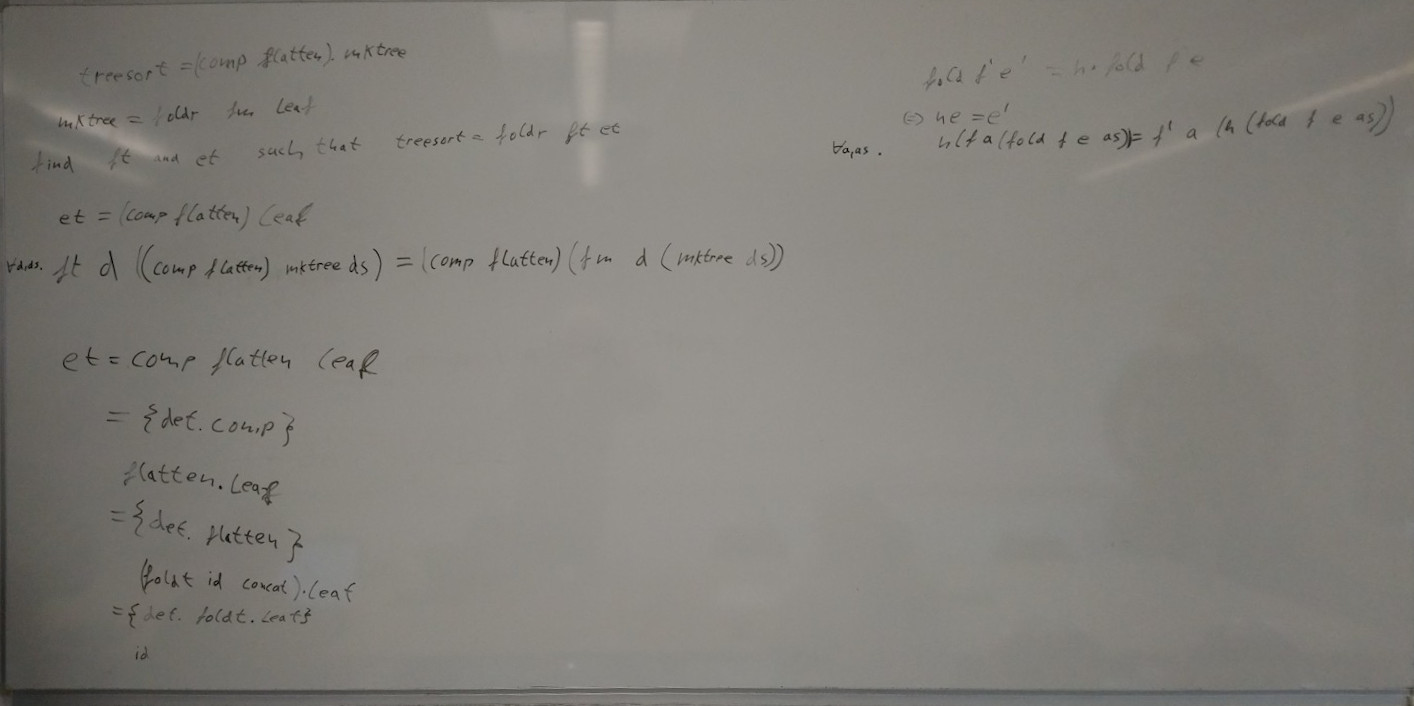 treesort = (comp flatten). mktree
mktree = foldr fm Leaf
find ft and et such that treesort = foldr ft et
et = (comp flatten) Leaf
∀d,ds. ft d ((comp flatten) mktree ds) = (comp flatten) (fm d (mktree ds))
et = comp flatten Leaf
= {def. comp}
flatten. Leaf
= {def. flatten}
(foldt id concat). Leaf
= {def. foldt. Leaf}
id
fold f' e' = h. fold f e
⇔ he = e'
∀a,as. h(f a (fold f e as)) = f' a (h (fold f e as))